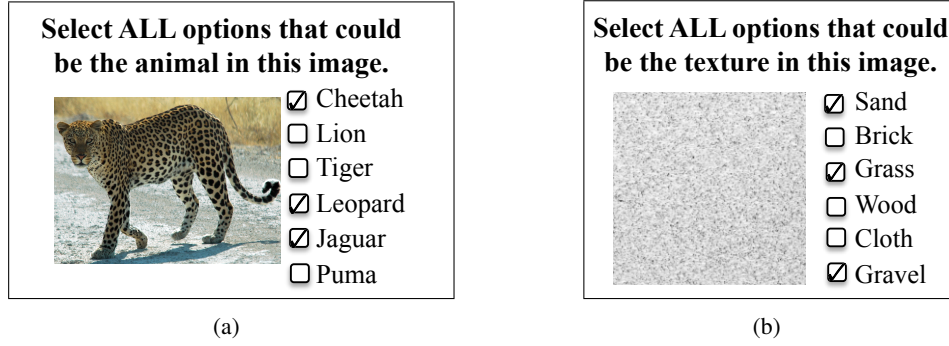 Select ALL options that could
be the animal in this image.
Cheetah
Lion
Tiger
Leopard
Jaguar
Puma
(a)
Select ALL options that could
be the texture in this image.
Sand
Brick
Grass
Wood
Cloth
Gravel
(b)